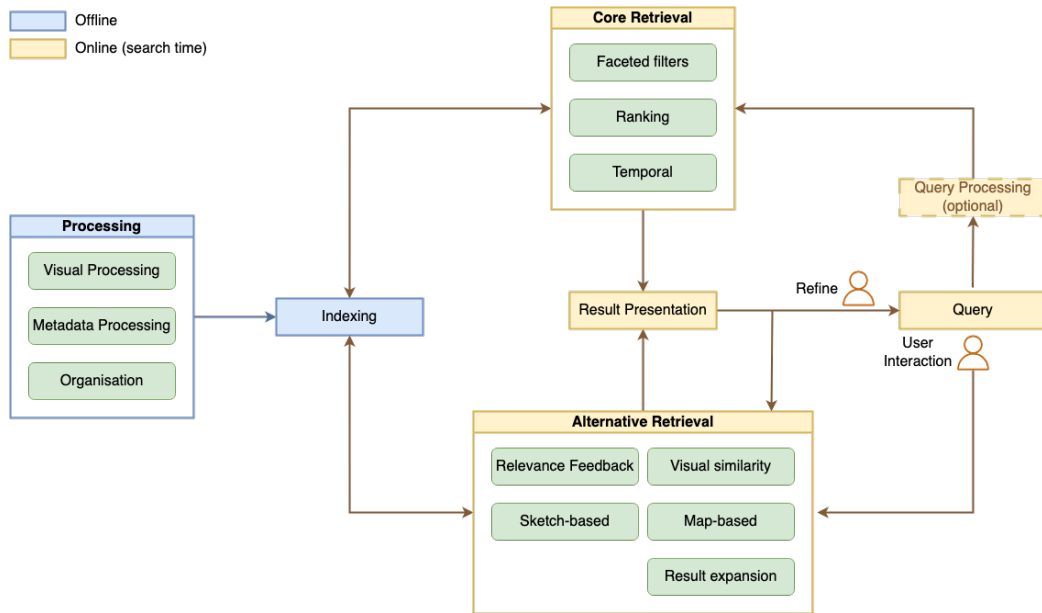 Offline
Online (search time)
Core Retrieval
Faceted filters
Ranking
Temporal
Query Processing
(optional)
Processing
Visual Processing
Metadata Processing
Organisation
Indexing
Result Presentation
Refine
Query
User
Interaction
Alternative Retrieval
Relevance Feedback
Visual similarity
Sketch-based
Map-based
Result expansion